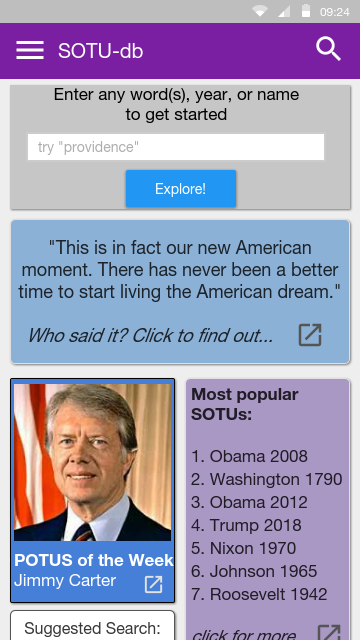 09:24
SOTU-db
Enter any word(s), year, or name
to get started
try "providence"
Explore!
"This is in fact our new American
moment. There has never been a better
time to start living the American dream."
Who said it? Click to find out...
POTUS of the Week
Jimmy Carter
Suggested Search:
Most popular
SOTUs:
1. Obama 2008
2. Washington 1790
3. Obama 2012
4. Trump 2018
5. Nixon 1970
6. Johnson 1965
7. Roosevelt 1942
click for more